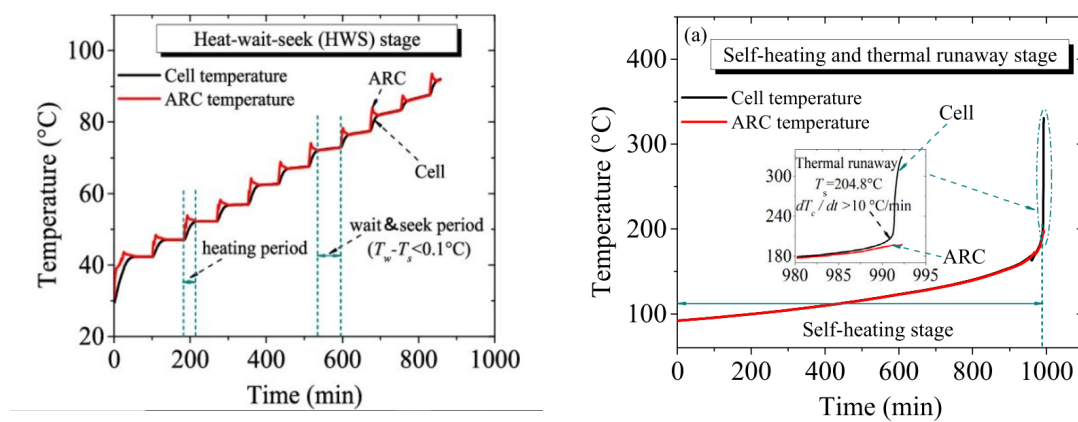 Heat-wait-seek (HWS) stage
Cell temperature
ARC temperature
ARC
Cell
heating period
wait&seek period
(Tw-Ts<0.1°C)
Temperature (°C)
100
80
60
40
20
0 200 400 600 800 1000
Time (min)
(a)
Self-heating and thermal runaway stage
Cell temperature
ARC temperature
Cell
Thermal runaway
Ts=204.8°C
dTc / dt >10 °C/min
300
240
180
980 985 990 995
ARC
Self-heating stage
Temperature (°C)
400
300
200
100
0 200 400 600 800 1000
Time (min)